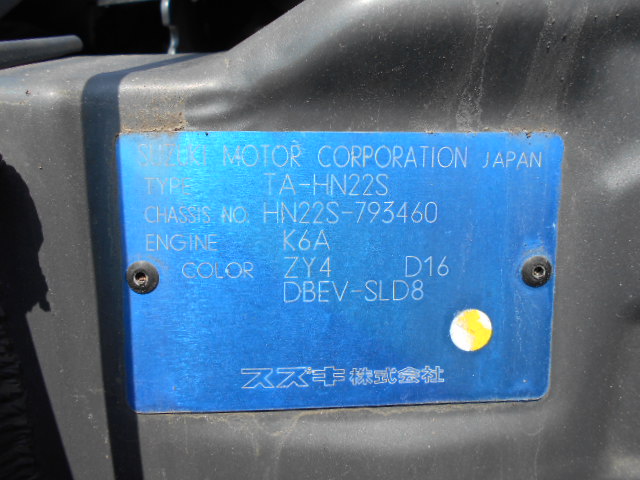 SUZUKI MOTOR CORPORATION JAPAN
TYPE TA-HN22S
CHASSIS NO. HN22S-793460
ENGINE K6A
COLOR ZY4 D16
DBEV-SLD8
スズキ株式会社